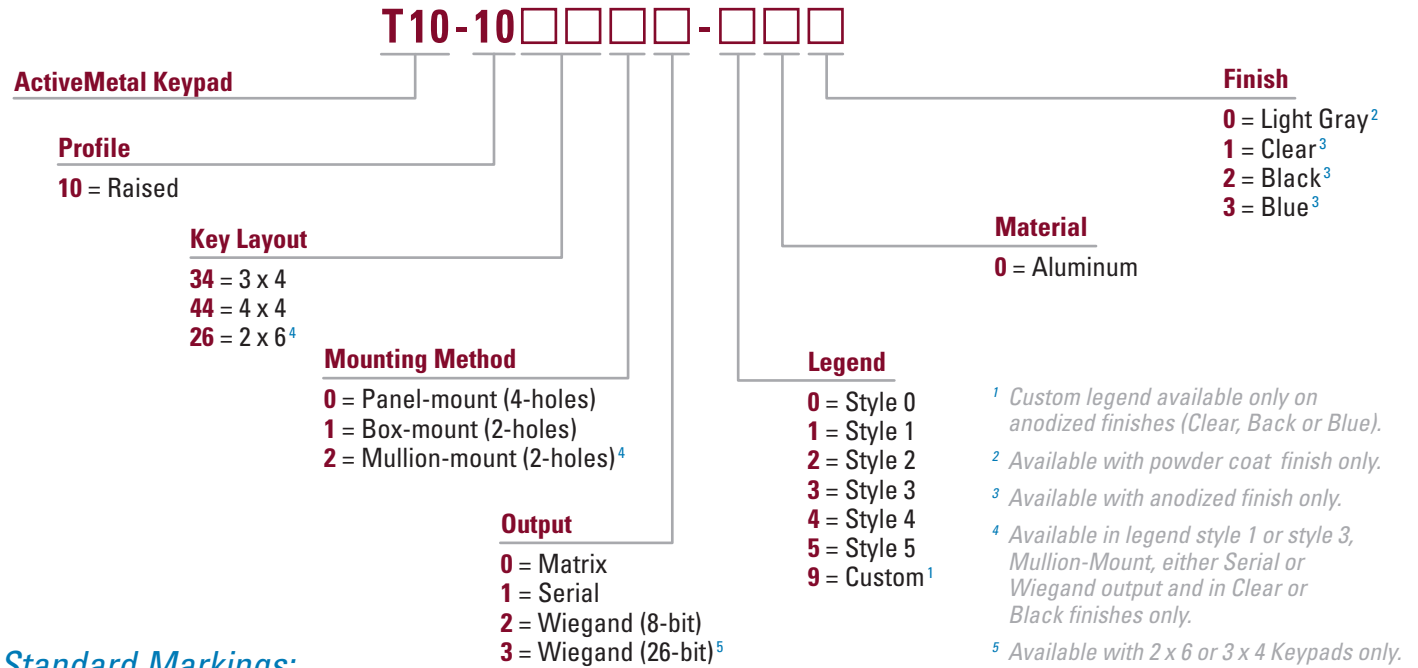 T10-10□□□□-□□□
ActiveMetal Keypad
Profile
10 = Raised
Key Layout
34 = 3 x 4
44 = 4 x 4
26 = 2 x 6 4
Mounting Method
0 = Panel-mount (4-holes)
1 = Box-mount (2-holes)
2 = Mullion-mount (2-holes) 4
Output
0 = Matrix
1 = Serial
2 = Wiegand (8-bit)
3 = Wiegand (26-bit) 5
Legend
0 = Style 0
1 = Style 1
2 = Style 2
3 = Style 3
4 = Style 4
5 = Style 5
9 = Custom 1
Material
0 = Aluminum
Finish
0 = Light Gray 2
1 = Clear 3
2 = Black 3
3 = Blue 3
1 Custom legend available only on
anodized finishes (Clear, Back or Blue).
2 Available with powder coat finish only.
3 Available with anodized finish only.
4 Available in legend style 1 or style 3,
Mullion-Mount, either Serial or
Wiegand output and in Clear or
Black finishes only.
5 Available with 2 x 6 or 3 x 4 Keypads only.
Standard Markings: